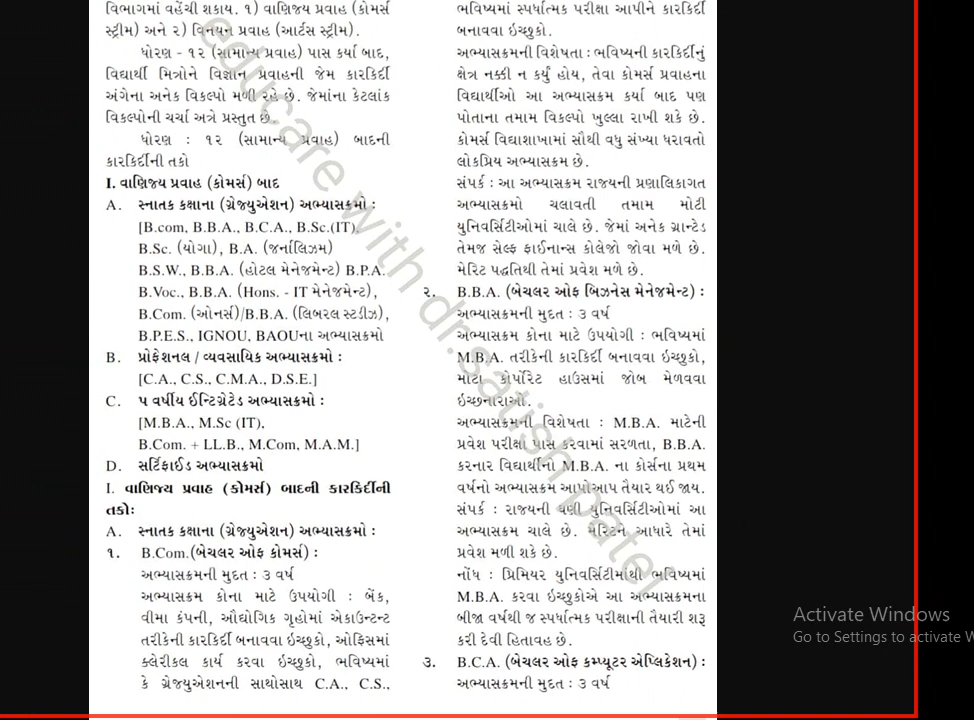 વિભાગમાં વહેંચી શકાય. ૧) વાણિજ્ય પ્રવાહ (કોમર્સ
સ્ટ્રીમ) અને ૨) વિનયન પ્રવાહ (આર્ટસ સ્ટ્રીમ).
ધોરણ - ૧૨ (સામાન્ય પ્રવાહ) પાસ કર્યા બાદ,
વિદ્યાર્થી મિત્રોને વિજ્ઞાન પ્રવાહની જેમ કારકિર્દી
અંગેના અનેક વિકલ્પો મળી રહે છે. જેમાંના કેટલાંક
વિકલ્પોની ચર્ચા અત્રે પ્રસ્તુત છે.
ધોરણ : ૧૨ (સામાન્ય પ્રવાહ) બાદની
કારકિર્દીની તકો
I. વાણિજ્ય પ્રવાહ (કોમર્સ) બાદ
A. સ્નાતક કક્ષાના (ગ્રેજ્યુએશન) અભ્યાસક્રમો :
[B.com, B.B.A., B.C.A., B.Sc.(IT),
B.Sc. (યોગા), B.A. (જર્નાલિઝમ)
B.S.W., B.B.A. (હોટલ મેનેજમેન્ટ) B.P.A.
B.Voc., B.B.A. (Hons. - IT મેનેજમેન્ટ),
B.Com. (ઓનર્સ)/B.B.A. (લિબરલ સ્ટડીઝ),
B.P.E.S., IGNOU, BAOUના અભ્યાસક્રમો
B. પ્રોફેશનલ / વ્યવસાયિક અભ્યાસક્રમો :
[C.A., C.S., C.M.A., D.S.E.]
C. ૫ વર્ષીય ઈન્ટિગ્રેટેડ અભ્યાસક્રમો :
[M.B.A., M.Sc (IT),
B.Com. + LL.B., M.Com, M.A.M.]
D. સર્ટિફાઈડ અભ્યાસક્રમો
I. વાણિજ્ય પ્રવાહ (કોમર્સ) બાદની કારકિર્દીની
તકો:
A. સ્નાતક કક્ષાના (ગ્રેજ્યુએશન) અભ્યાસક્રમો :
૧. B.Com.(બેચલર ઓફ કોમર્સ) :
અભ્યાસક્રમની મુદત : ૩ વર્ષ
અભ્યાસક્રમ કોના માટે ઉપયોગી : બેંક,
વીમા કંપની, ઔદ્યોગિક ગૃહોમાં એકાઉન્ટન્ટ
તરીકેની કારકિર્દી બનાવવા ઇચ્છુકો, ઓફિસમાં
ક્લેરીકલ કાર્ય કરવા ઇચ્છુકો, ભવિષ્યમાં
કે ગ્રેજ્યુએશનની સાથોસાથ C.A., C.S.,
ભવિષ્યમાં સ્પર્ધાત્મક પરીક્ષા આપીને કારકિર્દી
બનાવવા ઇચ્છુકો.
અભ્યાસક્રમની વિશેષતા : ભવિષ્યની કારકિર્દીનું
ક્ષેત્ર નક્કી ન કર્યું હોય, તેવા કોમર્સ પ્રવાહના
વિદ્યાર્થીઓ આ અભ્યાસક્રમ કર્યા બાદ પણ
પોતાના તમામ વિકલ્પો ખુલ્લા રાખી શકે છે.
કોમર્સ વિદ્યાશાખામાં સૌથી વધુ સંખ્યા ધરાવતો
લોકપ્રિય અભ્યાસક્રમ છે.
સંપર્ક : આ અભ્યાસક્રમ રાજ્યની પ્રણાલિકાગત
અભ્યાસક્રમો ચલાવતી તમામ મોટી
યુનિવર્સિટીઓમાં ચાલે છે. જેમાં અનેક ગ્રાન્ટેડ
તેમજ સેલ્ફ ફાઈનાન્સ કોલેજો જોવા મળે છે.
મેરિટ પદ્ધતિથી તેમાં પ્રવેશ મળે છે.
૨. B.B.A. (બેચલર ઓફ બિઝનેસ મેનેજમેન્ટ) :
અભ્યાસક્રમની મુદત : ૩ વર્ષ
અભ્યાસક્રમ કોના માટે ઉપયોગી : ભવિષ્યમાં
M.B.A. તરીકેની કારકિર્દી બનાવવા ઇચ્છુકો,
મોટા કોર્પોરેટ હાઉસમાં જોબ મેળવવા
ઇચ્છનારાઓ.
અભ્યાસક્રમની વિશેષતા : M.B.A. માટેની
પ્રવેશ પરીક્ષા પાસ કરવામાં સરળતા, B.B.A.
કરનાર વિદ્યાર્થીનો M.B.A. ના કોર્સના પ્રથમ
વર્ષનો અભ્યાસક્રમ આપોઆપ તૈયાર થઈ જાય.
સંપર્ક : રાજ્યની ઘણી યુનિવર્સિટીઓમાં આ
અભ્યાસક્રમ ચાલે છે. મેરિટને આધારે તેમાં
પ્રવેશ મળી શકે છે.
નોંધ : પ્રિમિયર યુનિવર્સિટીમાંથી ભવિષ્યમાં
M.B.A. કરવા ઇચ્છુકોએ આ અભ્યાસક્રમના
બીજા વર્ષથી જ સ્પર્ધાત્મક પરીક્ષાની તૈયારી શરૂ
કરી દેવી હિતાવહ છે.
૩. B.C.A. (બેચલર ઓફ કમ્પ્યૂટર એપ્લિકેશન) :
અભ્યાસક્રમની મુદત : ૩ વર્ષ
educare with dr.satish patel
Activate Windows
Go to Settings to activate W